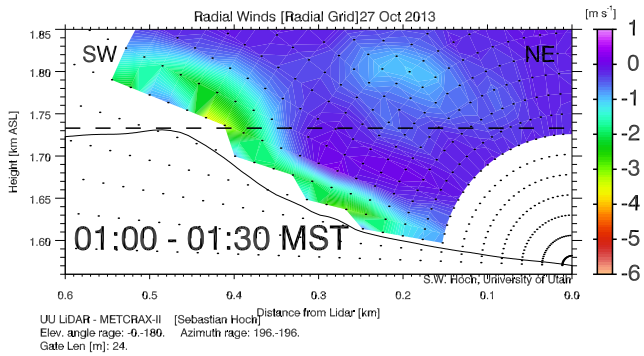 Radial Winds [Radial Grid]27 Oct 2013
[m s⁻¹]
SW
NE
1.85
1.80
1.75
1.70
1.65
1.60
Height [km ASL]
1
0
-1
-2
-3
-4
-5
-6
01:00 - 01:30 MST
S.W. Hoch, University of Utah
0.6 0.5 0.4 0.3 0.2 0.1 0.0
Distance from Lidar [km]
UU LiDAR - METCRAX-II [Sebastian Hoch]
Elev. angle rage: -0.-180. Azimuth rage: 196.-196.
Gate Len [m]: 24.